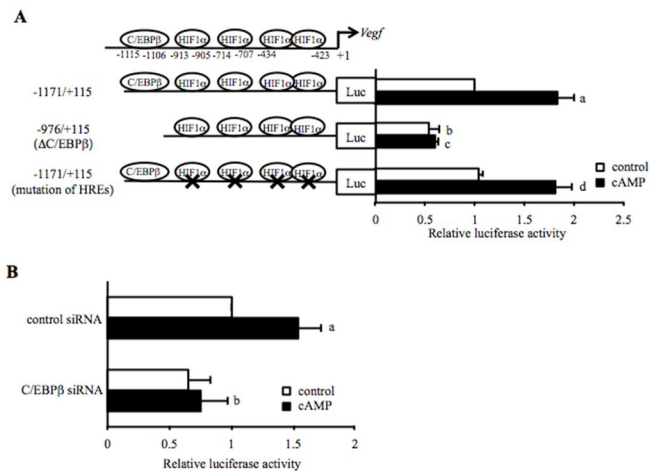 A
Vegf
C/EBPβ HIF1α HIF1α HIF1α HIF1α
-1115 -1106 -913 -905 -714 -707 -434 -423 +1
-1171/+115 C/EBPβ HIF1α HIF1α HIF1α HIF1α Luc a
-976/+115 HIF1α HIF1α HIF1α HIF1α Luc b
(ΔC/EBPβ) c
-1171/+115 C/EBPβ HIF1α HIF1α HIF1α HIF1α Luc control
(mutation of HREs) d cAMP
0 0.5 1 1.5 2 2.5
Relative luciferase activity
B
control siRNA a
C/EBPβ siRNA b control
cAMP
0 0.5 1 1.5 2
Relative luciferase activity